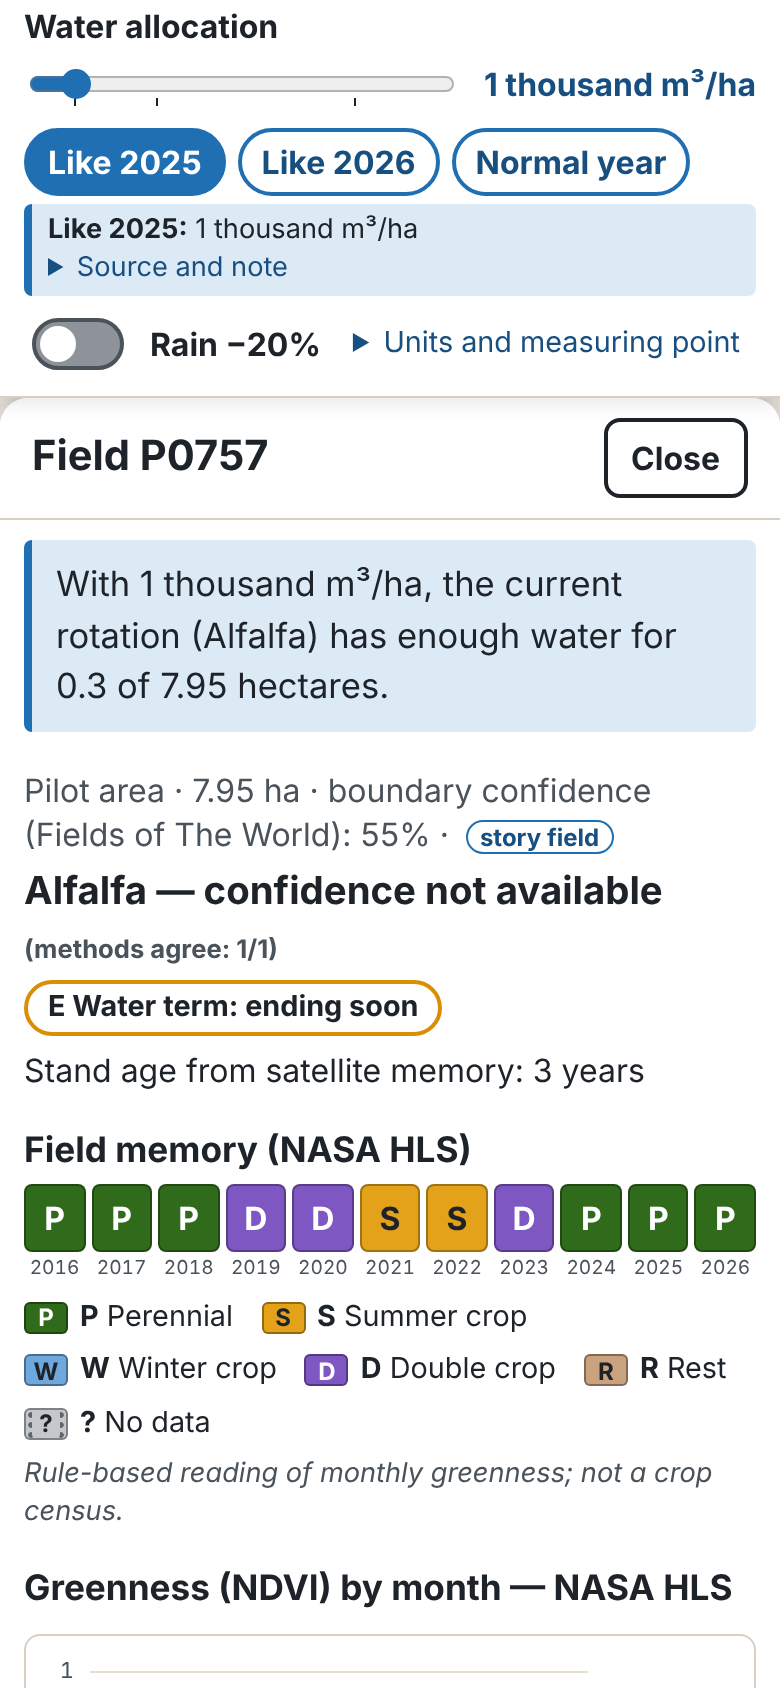 Water allocation
1 thousand m³/ha
Like 2025 Like 2026 Normal year
Like 2025: 1 thousand m³/ha
▶ Source and note
Rain −20% ▶ Units and measuring point
Field P0757 Close
With 1 thousand m³/ha, the current
rotation (Alfalfa) has enough water for
0.3 of 7.95 hectares.
Pilot area · 7.95 ha · boundary confidence
(Fields of The World): 55% · story field
Alfalfa — confidence not available
(methods agree: 1/1)
E Water term: ending soon
Stand age from satellite memory: 3 years
Field memory (NASA HLS)
P P P D D S S D P P P
2016 2017 2018 2019 2020 2021 2022 2023 2024 2025 2026
P P Perennial S S Summer crop
W W Winter crop D D Double crop R R Rest
? ? No data
Rule-based reading of monthly greenness; not a crop
census.
Greenness (NDVI) by month — NASA HLS
1